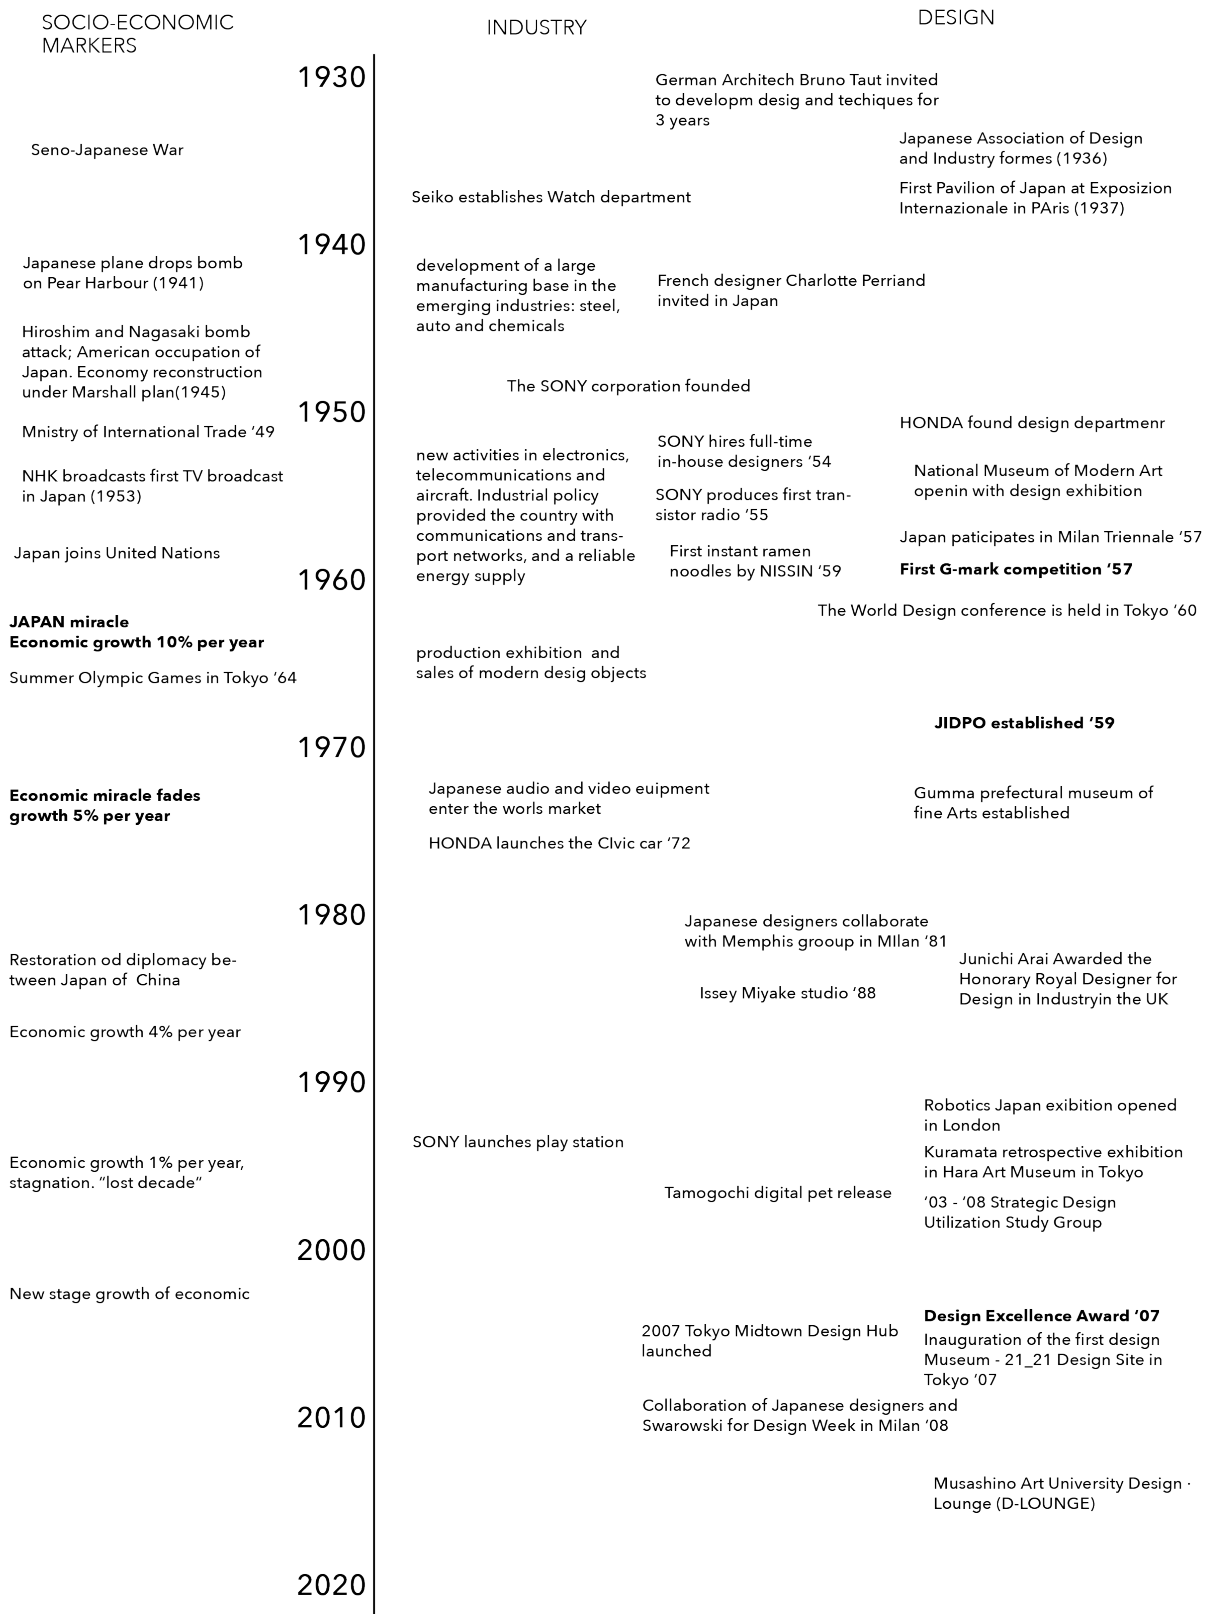 SOCIO-ECONOMIC
MARKERS
INDUSTRY
DESIGN
1930
German Architech Bruno Taut invited
to developm desig and techiques for
3 years
Japanese Association of Design
and Industry formes (1936)
Seno-Japanese War
First Pavilion of Japan at Exposizion
Internazionale in PAris (1937)
Seiko establishes Watch department
1940
Japanese plane drops bomb
on Pear Harbour (1941)
development of a large
manufacturing base in the
emerging industries: steel,
auto and chemicals
French designer Charlotte Perriand
invited in Japan
Hiroshim and Nagasaki bomb
attack; American occupation of
Japan. Economy reconstruction
under Marshall plan(1945)
The SONY corporation founded
1950
Mnistry of International Trade ‘49
HONDA found design departmenr
new activities in electronics,
telecommunications and
aircraft. Industrial policy
provided the country with
communications and trans-
port networks, and a reliable
energy supply
SONY hires full-time
in-house designers ‘54
National Museum of Modern Art
openin with design exhibition
NHK broadcasts first TV broadcast
in Japan (1953)
SONY produces first tran-
sistor radio ‘55
Japan paticipates in Milan Triennale ‘57
Japan joins United Nations
First instant ramen
noodles by NISSIN ‘59
First G-mark competition ‘57
1960
The World Design conference is held in Tokyo ‘60
JAPAN miracle
Economic growth 10% per year
production exhibition  and
sales of modern desig objects
Summer Olympic Games in Tokyo ‘64
JIDPO established ‘59
1970
Economic miracle fades
growth 5% per year
Japanese audio and video euipment
enter the worls market
Gumma prefectural museum of
fine Arts established
HONDA launches the CIvic car ‘72
1980
Japanese designers collaborate
with Memphis grooup in MIlan ‘81
Restoration od diplomacy be-
tween Japan of  China
Junichi Arai Awarded the
Honorary Royal Designer for
Design in Industryin the UK
Issey Miyake studio ‘88
Economic growth 4% per year
1990
Robotics Japan exibition opened
in London
SONY launches play station
Kuramata retrospective exhibition
in Hara Art Museum in Tokyo
Economic growth 1% per year,
stagnation. “lost decade”
Tamogochi digital pet release
‘03 - ‘08 Strategic Design
Utilization Study Group
2000
New stage growth of economic
Design Excellence Award ‘07
2007 Tokyo Midtown Design Hub
launched
Inauguration of the first design
Museum - 21_21 Design Site in
Tokyo ‘07
2010
Collaboration of Japanese designers and
Swarowski for Design Week in Milan ‘08
Musashino Art University Design ·
Lounge (D-LOUNGE)
2020